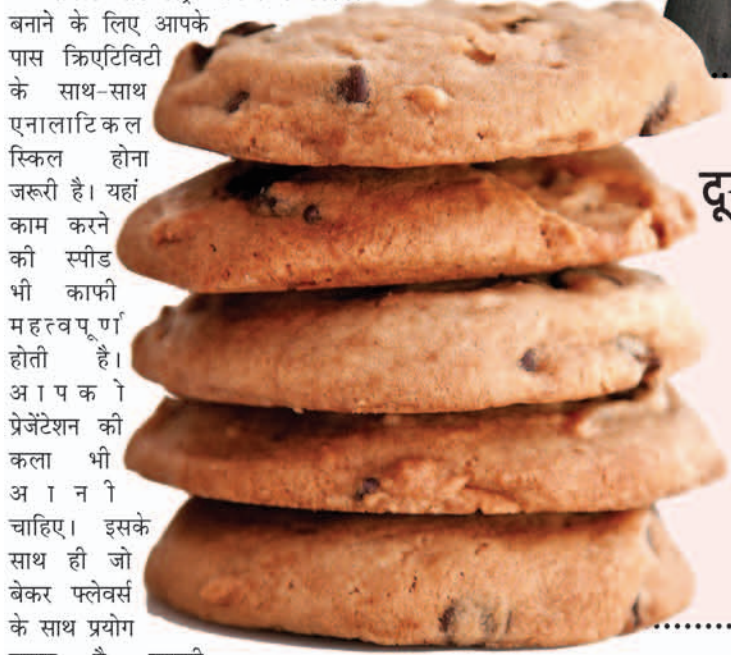 बनाने के लिए आपके
पास क्रिएटिविटी
के साथ-साथ
एनालाटिकल
स्किल होना
जरूरी है। यहां
काम करने
की स्पीड
भी काफी
महत्वपूर्ण
होती है।
आपको
प्रेजेंटेशन की
कला भी
आनी
चाहिए। इसके
साथ ही जो
बेकर फ्लेवर्स
के साथ प्रयोग